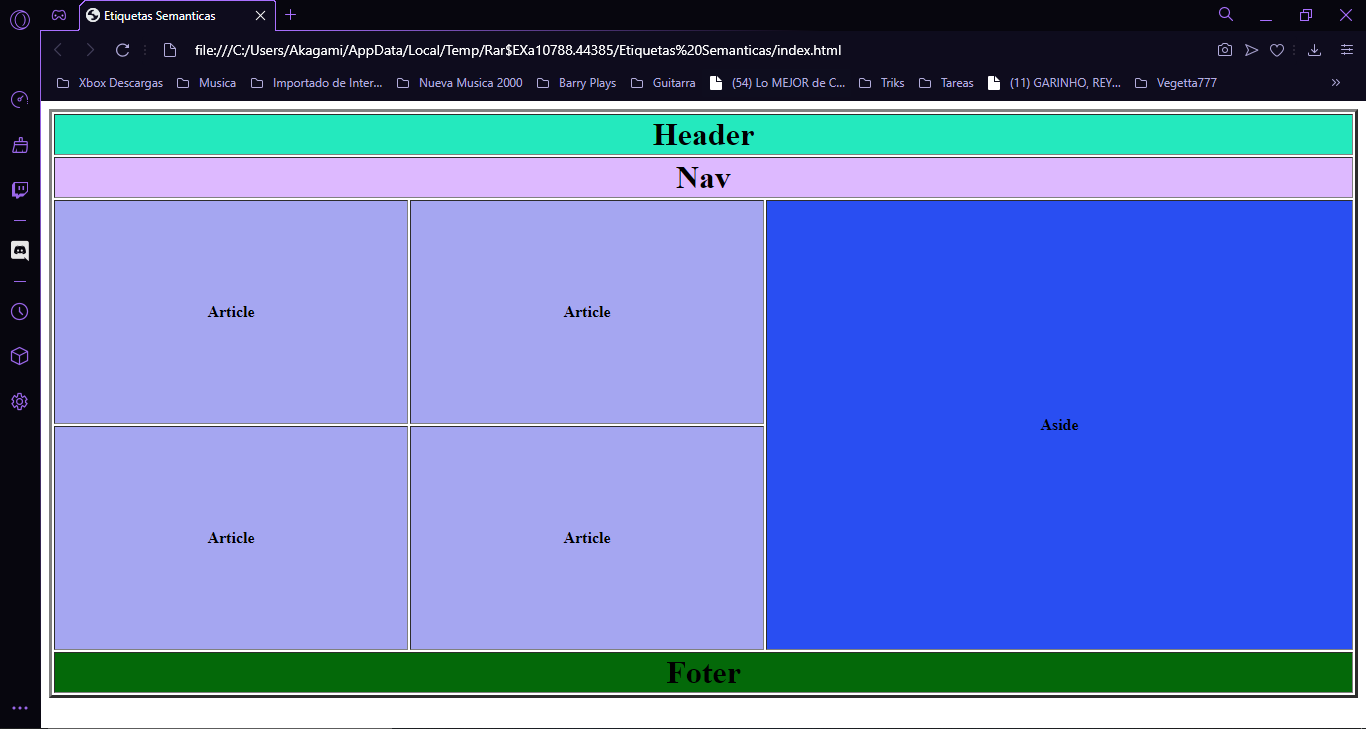 Etiquetas Semanticas
file:///C:/Users/Akagami/AppData/Local/Temp/Rar$EXa10788.44385/Etiquetas%20Semanticas/index.html
Xbox Descargas Musica Importado de Inter... Nueva Musica 2000 Barry Plays Guitarra (54) Lo MEJOR de C... Triks Tareas (11) GARINHO, REY... Vegetta777
Header
Nav
Article Article
Aside
Article Article
Foter